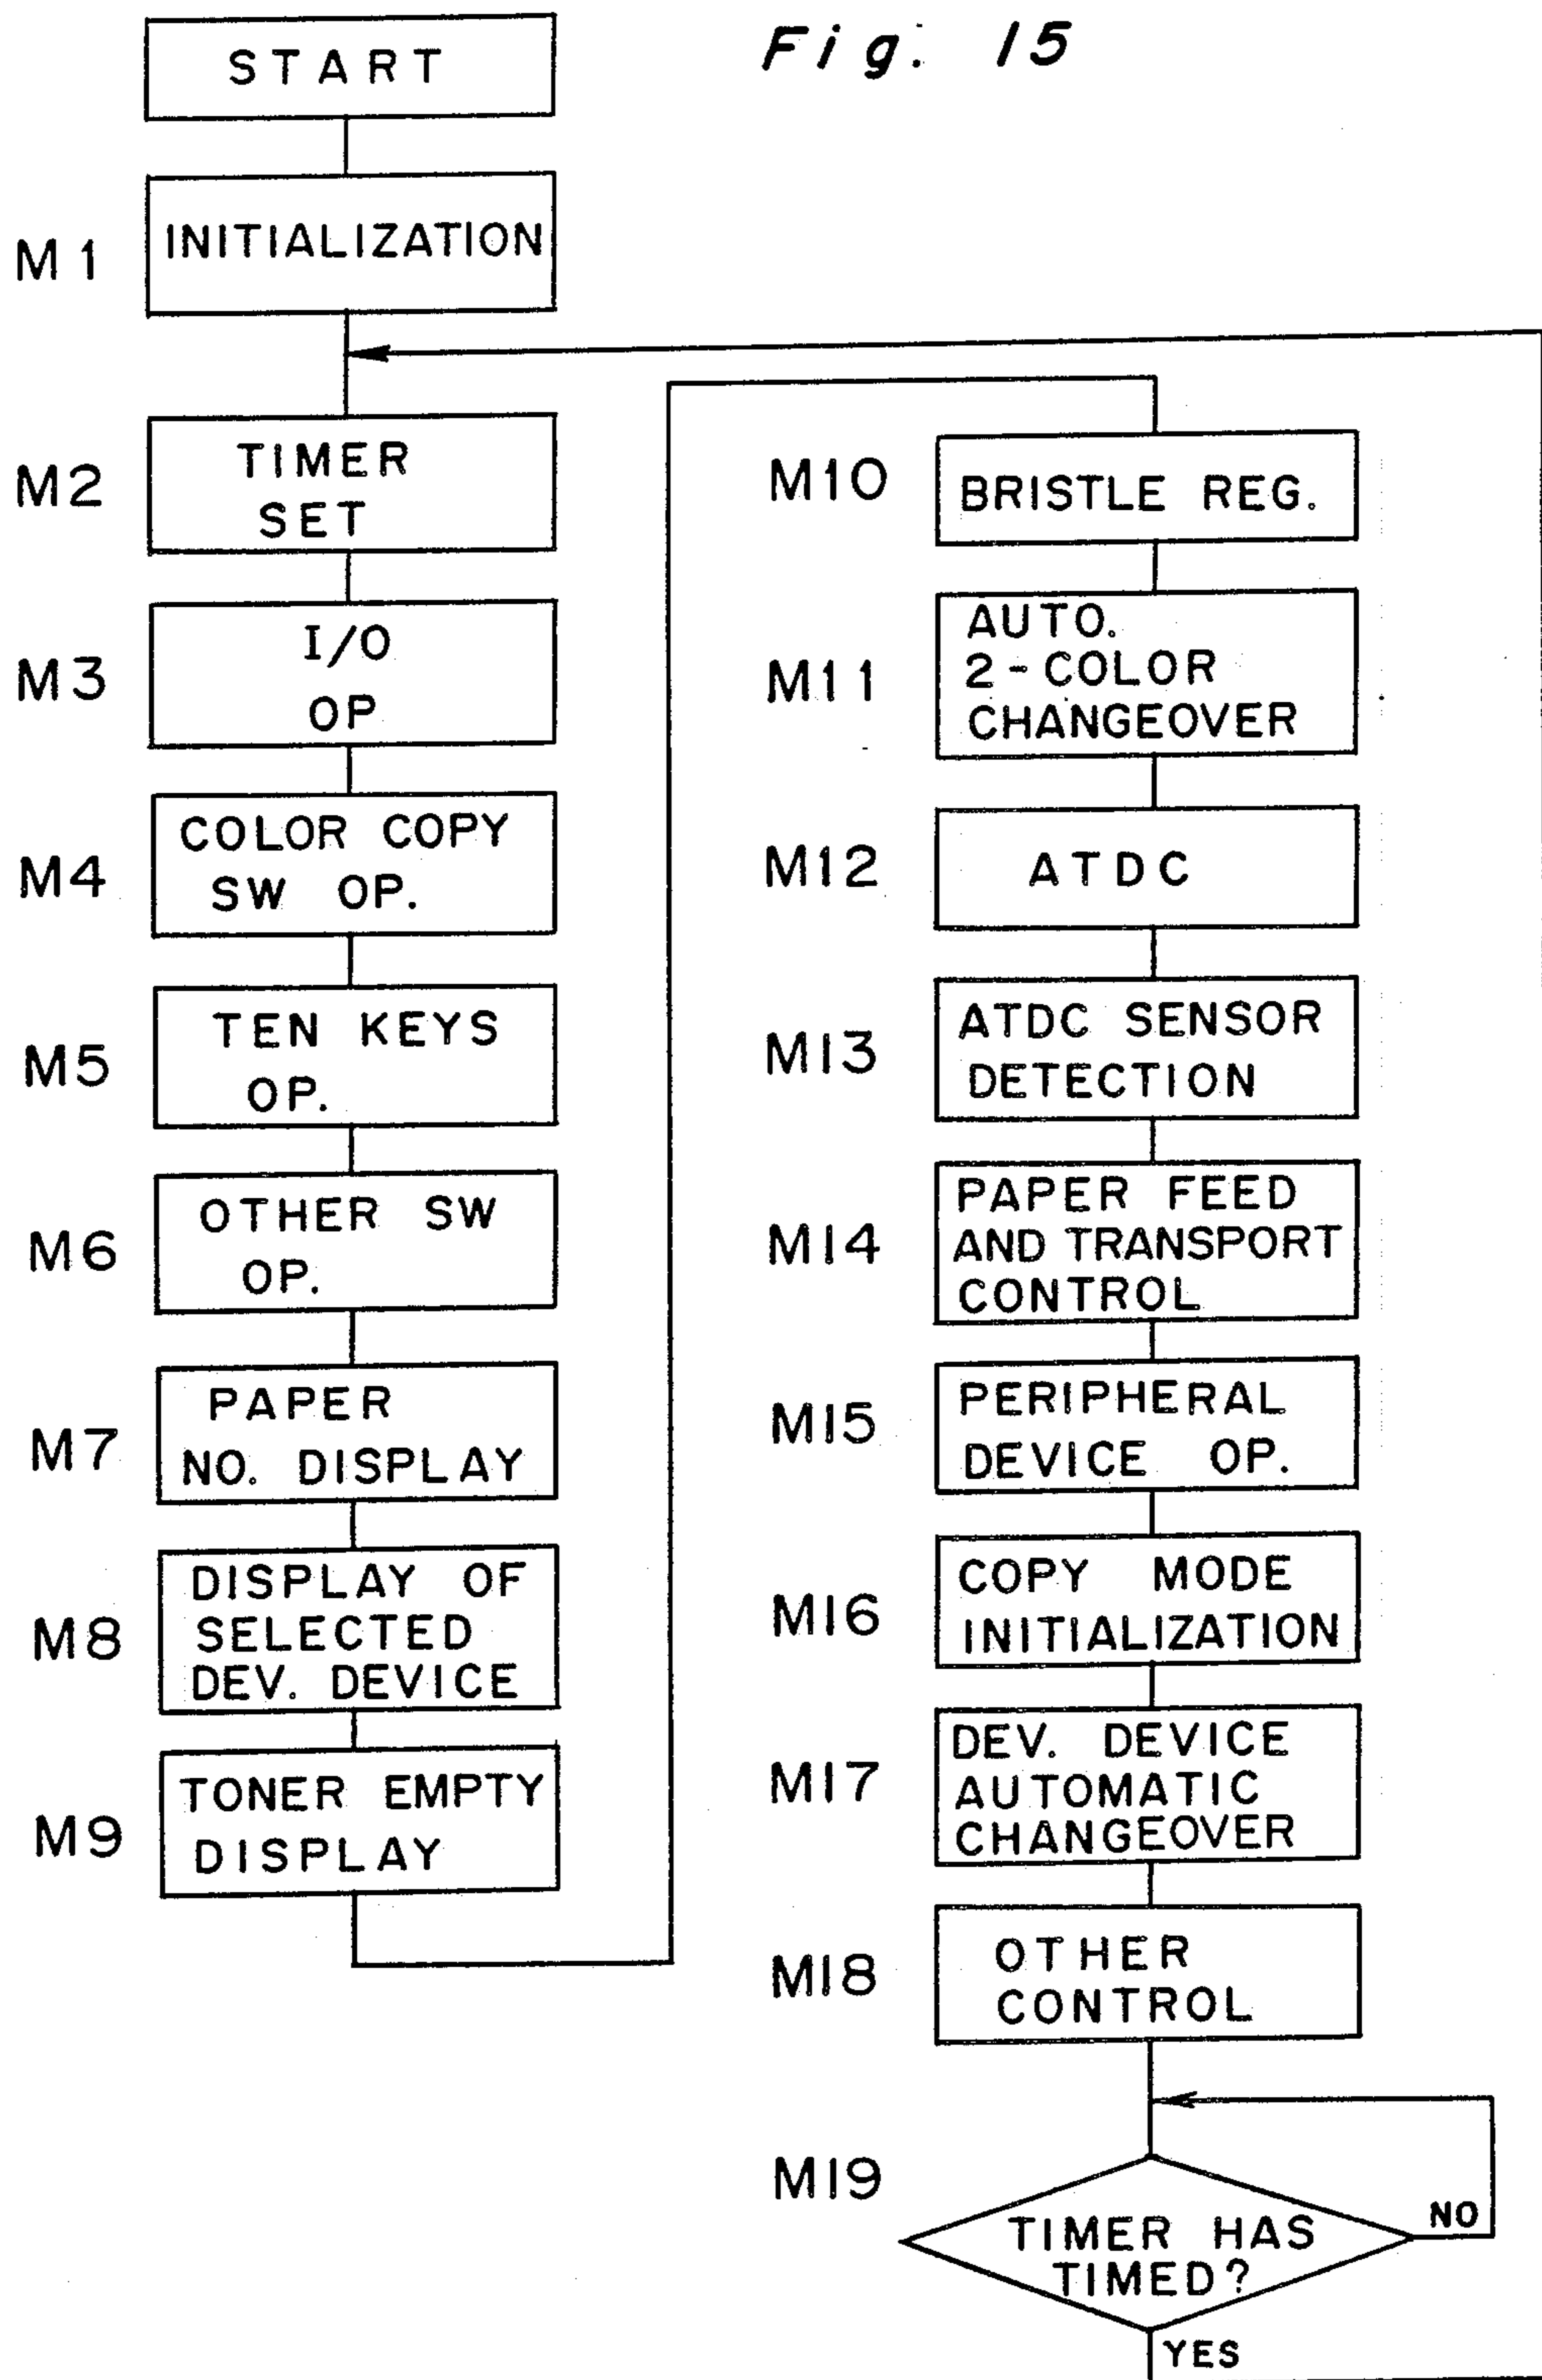 Fig. 15
START
M1
INITIALIZATION
M2
TIMER
SET
M3
I/O
OP
M4
COLOR COPY
SW OP.
M5
TEN KEYS
OP.
M6
OTHER SW
OP.
M7
PAPER
NO. DISPLAY
M8
DISPLAY OF
SELECTED
DEV. DEVICE
M9
TONER EMPTY
DISPLAY
M10
BRISTLE REG.
M11
AUTO.
2-COLOR
CHANGEOVER
M12
ATDC
M13
ATDC SENSOR
DETECTION
M14
PAPER FEED
AND TRANSPORT
CONTROL
M15
PERIPHERAL
DEVICE OP.
M16
COPY MODE
INITIALIZATION
M17
DEV. DEVICE
AUTOMATIC
CHANGEOVER
M18
OTHER
CONTROL
M19
TIMER HAS
TIMED?
NO
YES